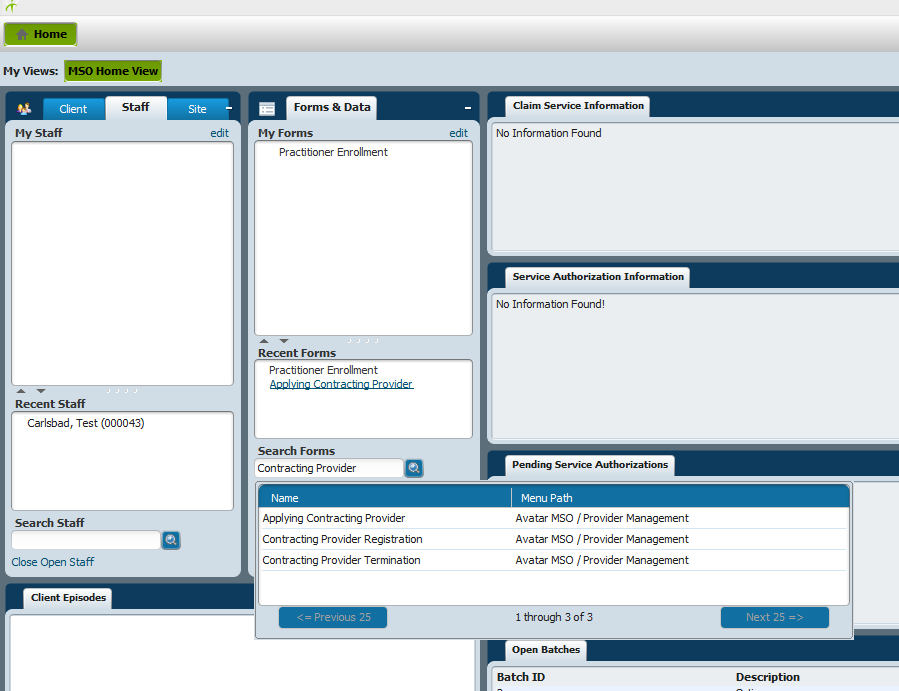 Home
My Views: MSO Home View
Client Staff Site
My Staff edit
Recent Staff
Carlsbad, Test (000043)
Search Staff
Close Open Staff
Client Episodes
Forms & Data
My Forms edit
Practitioner Enrollment
Recent Forms
Practitioner Enrollment
Applying Contracting Provider
Search Forms
Contracting Provider
Name Menu Path
Applying Contracting Provider Avatar MSO / Provider Management
Contracting Provider Registration Avatar MSO / Provider Management
Contracting Provider Termination Avatar MSO / Provider Management
<= Previous 25 1 through 3 of 3 Next 25 =>
Claim Service Information
No Information Found
Service Authorization Information
No Information Found!
Pending Service Authorizations
Open Batches
Batch ID Description